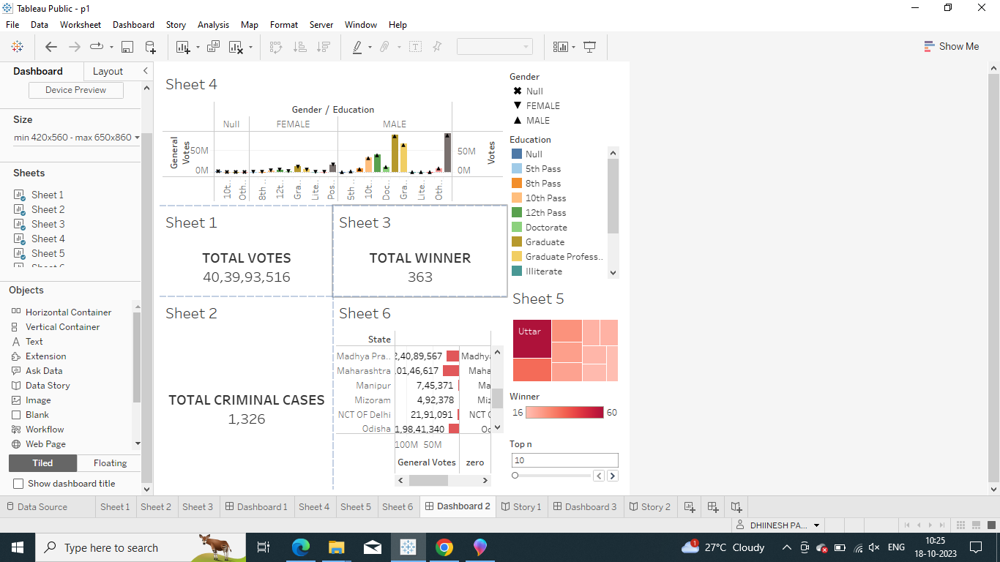 Tableau Public - p1
File Data Worksheet Dashboard Story Analysis Map Format Server Window Help
Show Me
Dashboard Layout
Device Preview
Size
min 420x560 - max 650x860
Sheets
Sheet 1
Sheet 2
Sheet 3
Sheet 4
Sheet 5
Objects
Horizontal Container
Vertical Container
Text
Extension
Ask Data
Data Story
Image
Blank
Workflow
Web Page
Tiled Floating
Show dashboard title
Sheet 4
Gender / Education
Null FEMALE MALE
General Votes
50M
0M
50M
0M
Votes
10t.. Oth.. 8th .. 12t.. Gra.. Lite.. Pos.. 5th .. 10t.. Doc.. Gra.. Lite.. Oth..
Gender
Null
FEMALE
MALE
Education
Null
5th Pass
8th Pass
10th Pass
12th Pass
Doctorate
Graduate
Graduate Profess..
Illiterate
Sheet 1
TOTAL VOTES
40,39,93,516
Sheet 3
TOTAL WINNER
363
Sheet 2
TOTAL CRIMINAL CASES
1,326
Sheet 6
State
Madhya Pra.. 2,40,89,567 Madhy
Maharashtra 01,46,617 Maha
Manipur 7,45,371 Ma
Mizoram 4,92,378 Miz
NCT OF Delhi 21,91,091 NCT
Odisha 1,98,41,340 Od
100M 50M
General Votes zero
Sheet 5
Uttar
Winner
16 60
Top n
10
Data Source Sheet 1 Sheet 2 Sheet 3 Dashboard 1 Sheet 4 Sheet 5 Sheet 6 Dashboard 2 Story 1 Dashboard 3 Story 2
DHIINESH PA...
Type here to search
1
27°C Cloudy
ENG
10:25
18-10-2023